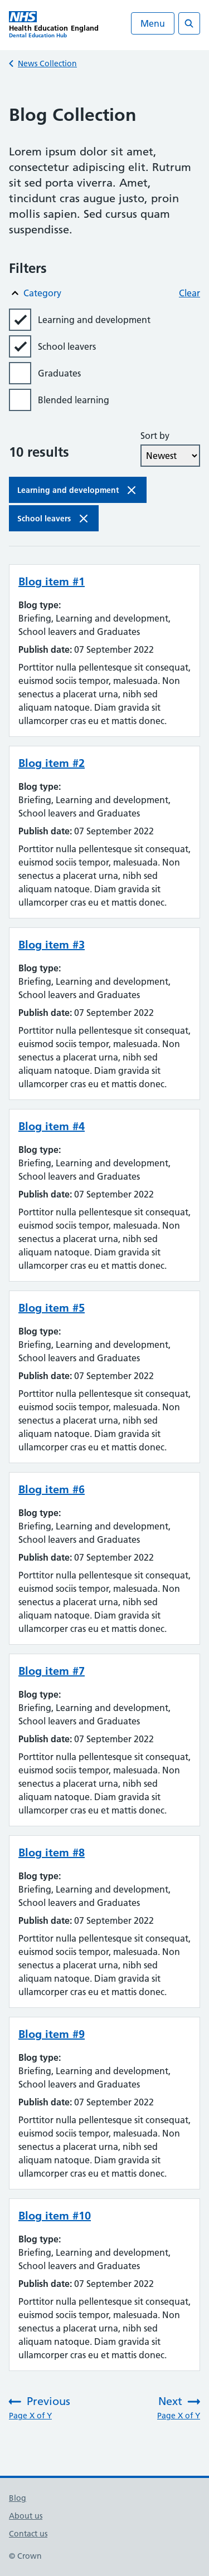 NHS
Health Education England
Dental Education Hub
Menu
News Collection
Blog Collection
Lorem ipsum dolor sit amet,
consectetur adipiscing elit. Rutrum
sit sed porta viverra. Amet,
tincidunt cras augue justo, proin
mollis sapien. Sed cursus quam
suspendisse.
Filters
Category
Clear
Learning and development
School leavers
Graduates
Blended learning
10 results
Sort by
Newest
Learning and development
School leavers
Blog item #1
Blog type:
Briefing, Learning and development,
School leavers and Graduates
Publish date: 07 September 2022
Porttitor nulla pellentesque sit consequat,
euismod sociis tempor, malesuada. Non
senectus a placerat urna, nibh sed
aliquam natoque. Diam gravida sit
ullamcorper cras eu et mattis donec.
Blog item #2
Blog type:
Briefing, Learning and development,
School leavers and Graduates
Publish date: 07 September 2022
Porttitor nulla pellentesque sit consequat,
euismod sociis tempor, malesuada. Non
senectus a placerat urna, nibh sed
aliquam natoque. Diam gravida sit
ullamcorper cras eu et mattis donec.
Blog item #3
Blog type:
Briefing, Learning and development,
School leavers and Graduates
Publish date: 07 September 2022
Porttitor nulla pellentesque sit consequat,
euismod sociis tempor, malesuada. Non
senectus a placerat urna, nibh sed
aliquam natoque. Diam gravida sit
ullamcorper cras eu et mattis donec.
Blog item #4
Blog type:
Briefing, Learning and development,
School leavers and Graduates
Publish date: 07 September 2022
Porttitor nulla pellentesque sit consequat,
euismod sociis tempor, malesuada. Non
senectus a placerat urna, nibh sed
aliquam natoque. Diam gravida sit
ullamcorper cras eu et mattis donec.
Blog item #5
Blog type:
Briefing, Learning and development,
School leavers and Graduates
Publish date: 07 September 2022
Porttitor nulla pellentesque sit consequat,
euismod sociis tempor, malesuada. Non
senectus a placerat urna, nibh sed
aliquam natoque. Diam gravida sit
ullamcorper cras eu et mattis donec.
Blog item #6
Blog type:
Briefing, Learning and development,
School leavers and Graduates
Publish date: 07 September 2022
Porttitor nulla pellentesque sit consequat,
euismod sociis tempor, malesuada. Non
senectus a placerat urna, nibh sed
aliquam natoque. Diam gravida sit
ullamcorper cras eu et mattis donec.
Blog item #7
Blog type:
Briefing, Learning and development,
School leavers and Graduates
Publish date: 07 September 2022
Porttitor nulla pellentesque sit consequat,
euismod sociis tempor, malesuada. Non
senectus a placerat urna, nibh sed
aliquam natoque. Diam gravida sit
ullamcorper cras eu et mattis donec.
Blog item #8
Blog type:
Briefing, Learning and development,
School leavers and Graduates
Publish date: 07 September 2022
Porttitor nulla pellentesque sit consequat,
euismod sociis tempor, malesuada. Non
senectus a placerat urna, nibh sed
aliquam natoque. Diam gravida sit
ullamcorper cras eu et mattis donec.
Blog item #9
Blog type:
Briefing, Learning and development,
School leavers and Graduates
Publish date: 07 September 2022
Porttitor nulla pellentesque sit consequat,
euismod sociis tempor, malesuada. Non
senectus a placerat urna, nibh sed
aliquam natoque. Diam gravida sit
ullamcorper cras eu et mattis donec.
Blog item #10
Blog type:
Briefing, Learning and development,
School leavers and Graduates
Publish date: 07 September 2022
Porttitor nulla pellentesque sit consequat,
euismod sociis tempor, malesuada. Non
senectus a placerat urna, nibh sed
aliquam natoque. Diam gravida sit
ullamcorper cras eu et mattis donec.
Previous
Page X of Y
Next
Page X of Y
Blog
About us
Contact us
© Crown